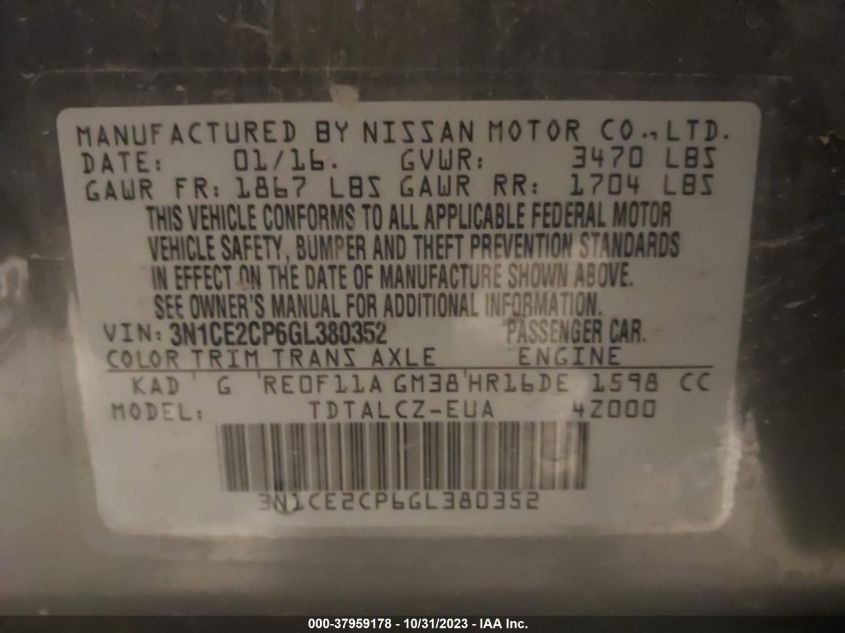 MANUFACTURED BY NISSAN MOTOR CO., LTD.
DATE: 01/16. GVWR: 3470 LBS
GAWR FR: 1867 LBS GAWR RR: 1704 LBS
THIS VEHICLE CONFORMS TO ALL APPLICABLE FEDERAL MOTOR
VEHICLE SAFETY, BUMPER AND THEFT PREVENTION STANDARDS
IN EFFECT ON THE DATE OF MANUFACTURE SHOWN ABOVE.
SEE OWNER'S MANUAL FOR ADDITIONAL INFORMATION.
VIN: 3N1CE2CP6GL380352 PASSENGER CAR.
COLOR TRIM TRANS AXLE ENGINE
KAD G RE0F11A GM38 HR16DE 1598 CC
MODEL: TDTALCZ-EUA 4Z000
3N1CE2CP6GL380352
000-37959178 - 10/31/2023 - IAA Inc.